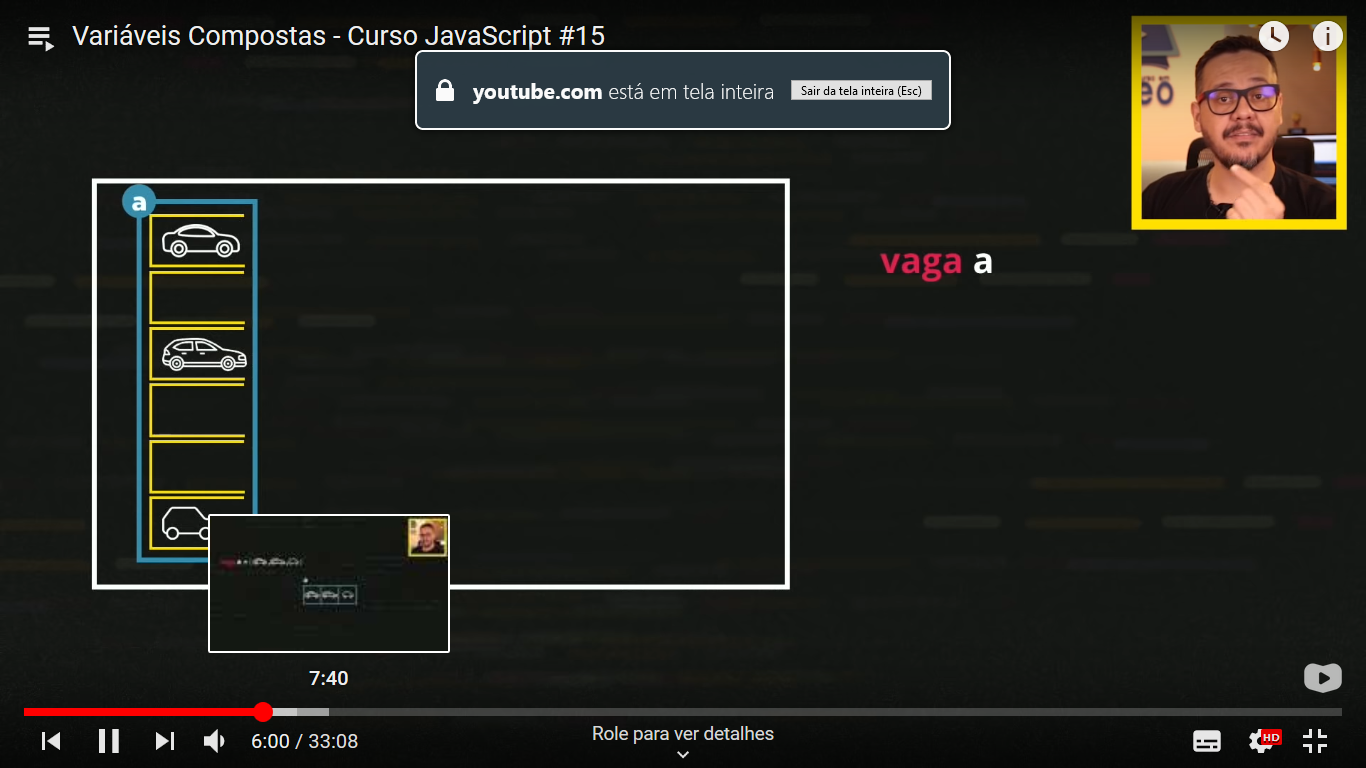 Variáveis Compostas - Curso JavaScript #15
youtube.com está em tela inteira
Sair da tela inteira (Esc)
i
a
vaga a
7:40
6:00 / 33:08
Role para ver detalhes
HD